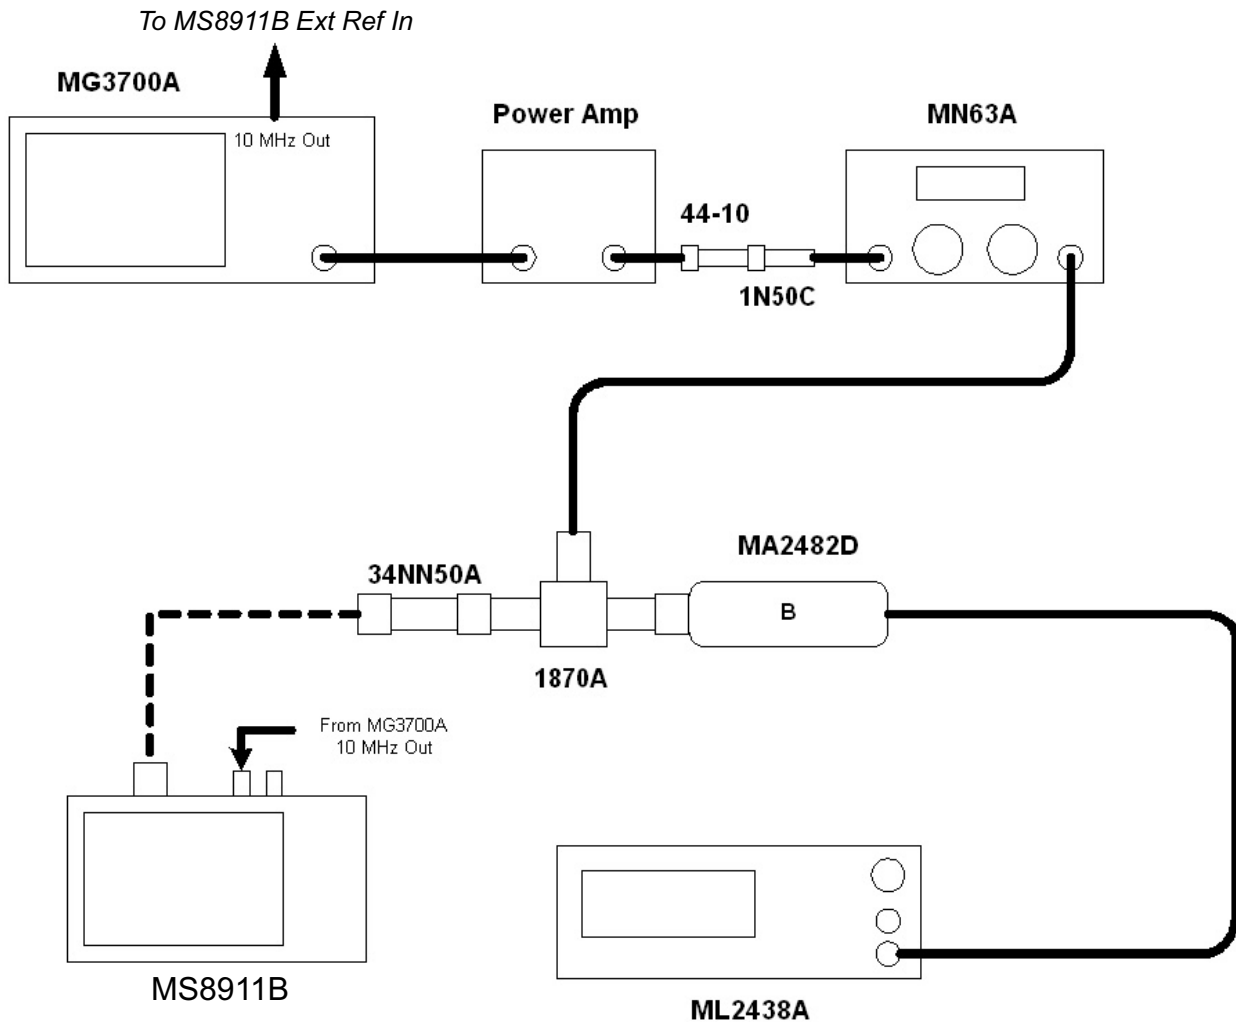 To MS8911B Ext Ref In
MG3700A
10 MHz Out
Power Amp
MN63A
44-10
1N50C
MA2482D
34NN50A
B
1870A
From MG3700A
10 MHz Out
MS8911B
ML2438A